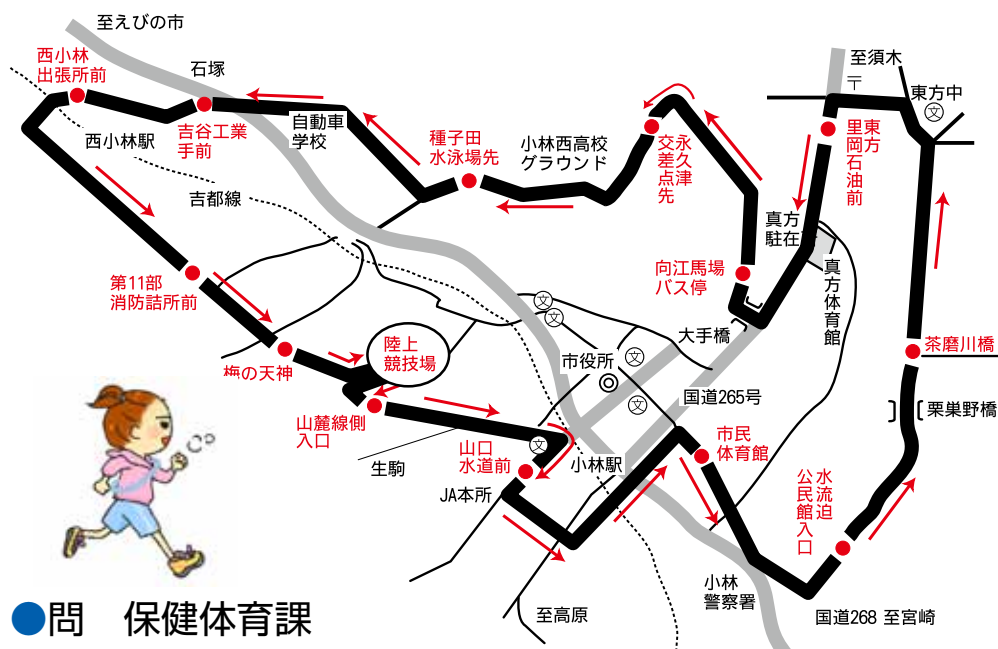 至えびの市
西小林
出張所前
石塚
吉谷工業
手前
西小林駅
自動車
学校
種子田
水泳場先
小林西高校
グラウンド
永久津
交差点先
至須木
〒
東方中
文
東方
里岡石油前
吉都線
真方
駐在
真方体育館
向江馬場
バス停
大手橋
第11部
消防詰所前
梅の天神
陸上
競技場
文
文
市役所
文
文
国道265号
茶磨川橋
栗巣野橋
山麓線側
入口
生駒
山口
水道前
文
小林駅
JA本所
市民
体育館
水流迫
公民館入口
小林
警察署
至高原
国道268 至宮崎
●問　保健体育課